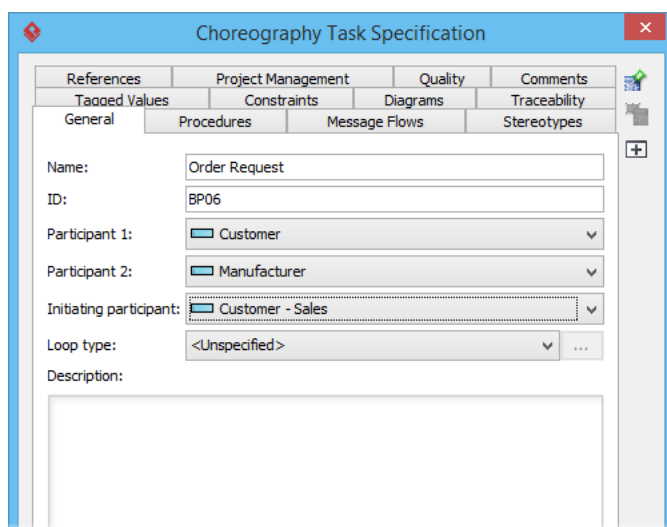 Choreography Task Specification
References Project Management Quality Comments
Tagged Values Constraints Diagrams Traceability
General Procedures Message Flows Stereotypes
Name: Order Request
ID: BP06
Participant 1: Customer
Participant 2: Manufacturer
Initiating participant: Customer - Sales
Loop type: <Unspecified> ...
Description: